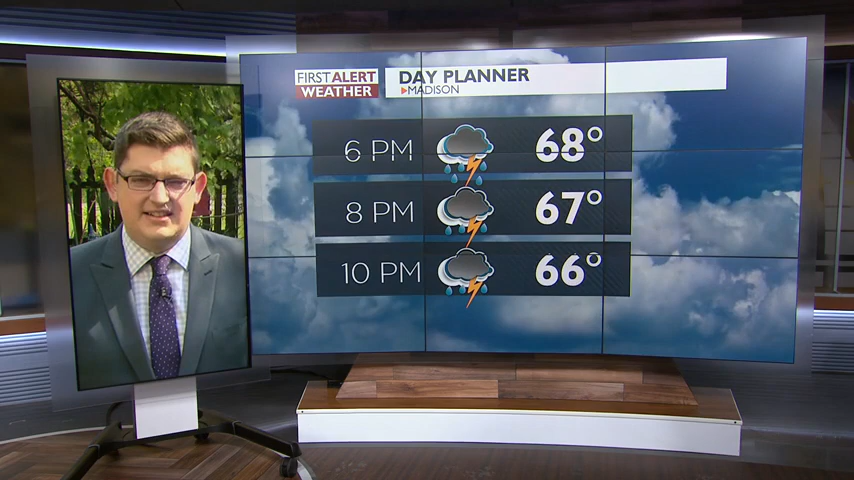 FIRST ALERT
WEATHER
DAY PLANNER
MADISON
6 PM 68°
8 PM 67°
10 PM 66°